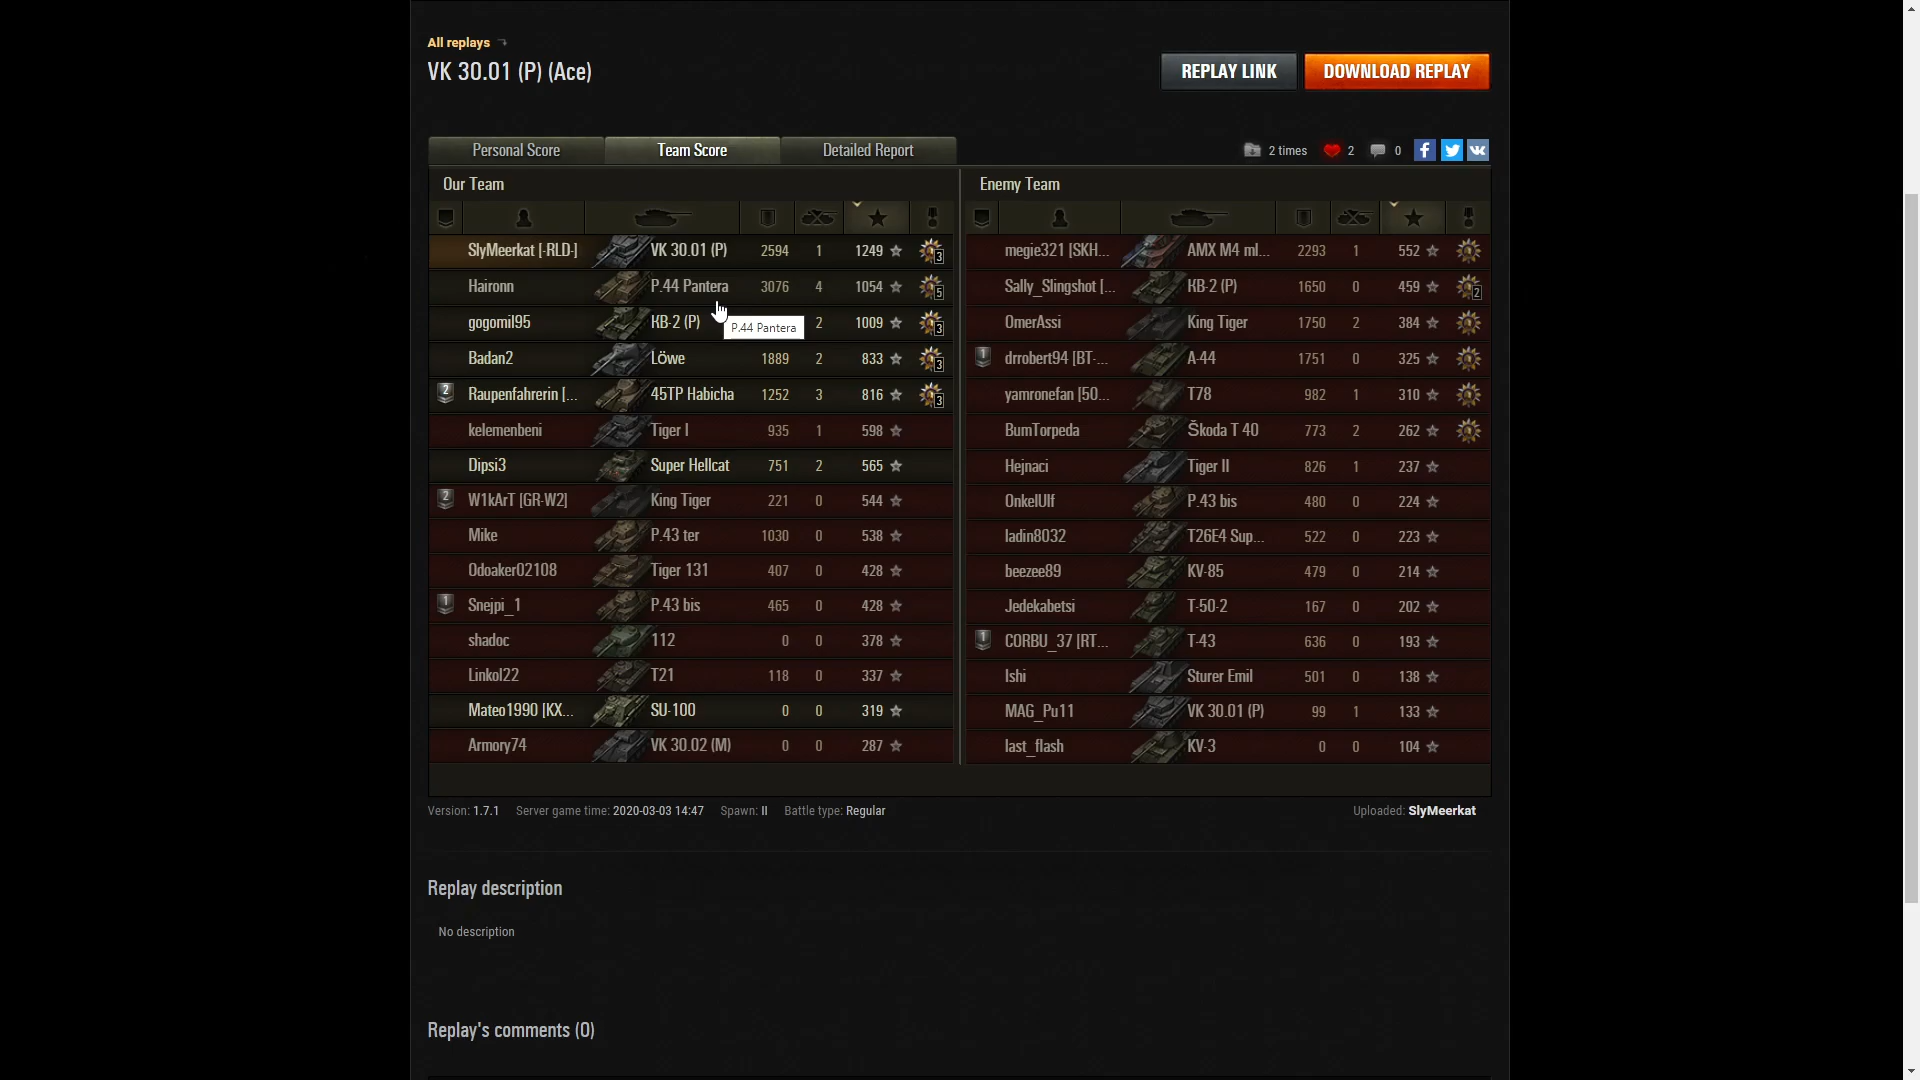 All replays
VK 30.01 (P) (Ace)
REPLAY LINK
DOWNLOAD REPLAY
Personal Score
Team Score
Detailed Report
2 times
2
0
Our Team
SlyMeerkat [-RLD-] VK 30.01 (P) 2594 1 1249 3
Haironn P.44 Pantera 3076 4 1054 5
gogomil95 KB-2 (P) 2 1009 3
P.44 Pantera
Badan2 Löwe 1889 2 833 3
2 Raupenfahrerin [... 45TP Habicha 1252 3 816 3
kelemenbeni Tiger I 935 1 598
Dipsi3 Super Hellcat 751 2 565
2 W1kArT [GR-W2] King Tiger 221 0 544
Mike P.43 ter 1030 0 538
Odoaker02108 Tiger 131 407 0 428
1 Snejpi_1 P.43 bis 465 0 428
shadoc 112 0 0 378
Linkol22 T21 118 0 337
Mateo1990 [KX... SU-100 0 0 319
Armory74 VK 30.02 (M) 0 0 287
Enemy Team
megie321 [SKH... AMX M4 ml... 2293 1 552
Sally_Slingshot [... KB-2 (P) 1650 0 459 2
OmerAssi King Tiger 1750 2 384
1 drrobert94 [BT-... A-44 1751 0 325
yamronefan [50... T78 982 1 310
BumTorpeda Škoda T 40 773 2 262
Hejnaci Tiger II 826 1 237
OnkelUlf P.43 bis 480 0 224
ladin8032 T26E4 Sup... 522 0 223
beezee89 KV-85 479 0 214
Jedekabetsi T-50-2 167 0 202
1 CORBU_37 [RT... T-43 636 0 193
Ishi Sturer Emil 501 0 138
MAG_Pu11 VK 30.01 (P) 99 1 133
last_flash KV-3 0 0 104
Version: 1.7.1 Server game time: 2020-03-03 14:47 Spawn: II Battle type: Regular
Uploaded: SlyMeerkat
Replay description
No description
Replay's comments (0)